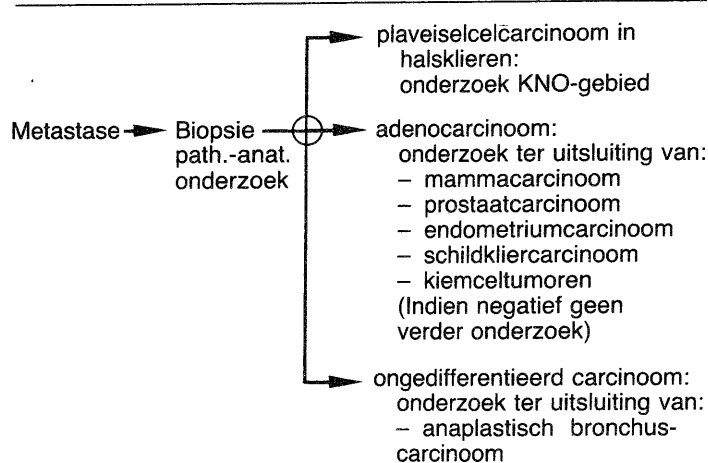 plaveiselcelcarcinoom in
halsklieren:
onderzoek KNO-gebied
Metastase
Biopsie
path.-anat.
onderzoek
adenocarcinoom:
onderzoek ter uitsluiting van:
– mammacarcinoom
– prostaatcarcinoom
– endometriumcarcinoom
– schildkliercarcinoom
– kiemceltumoren
(Indien negatief geen
verder onderzoek)
ongedifferentieerd carcinoom:
onderzoek ter uitsluiting van:
– anaplastisch bronchus-
carcinoom